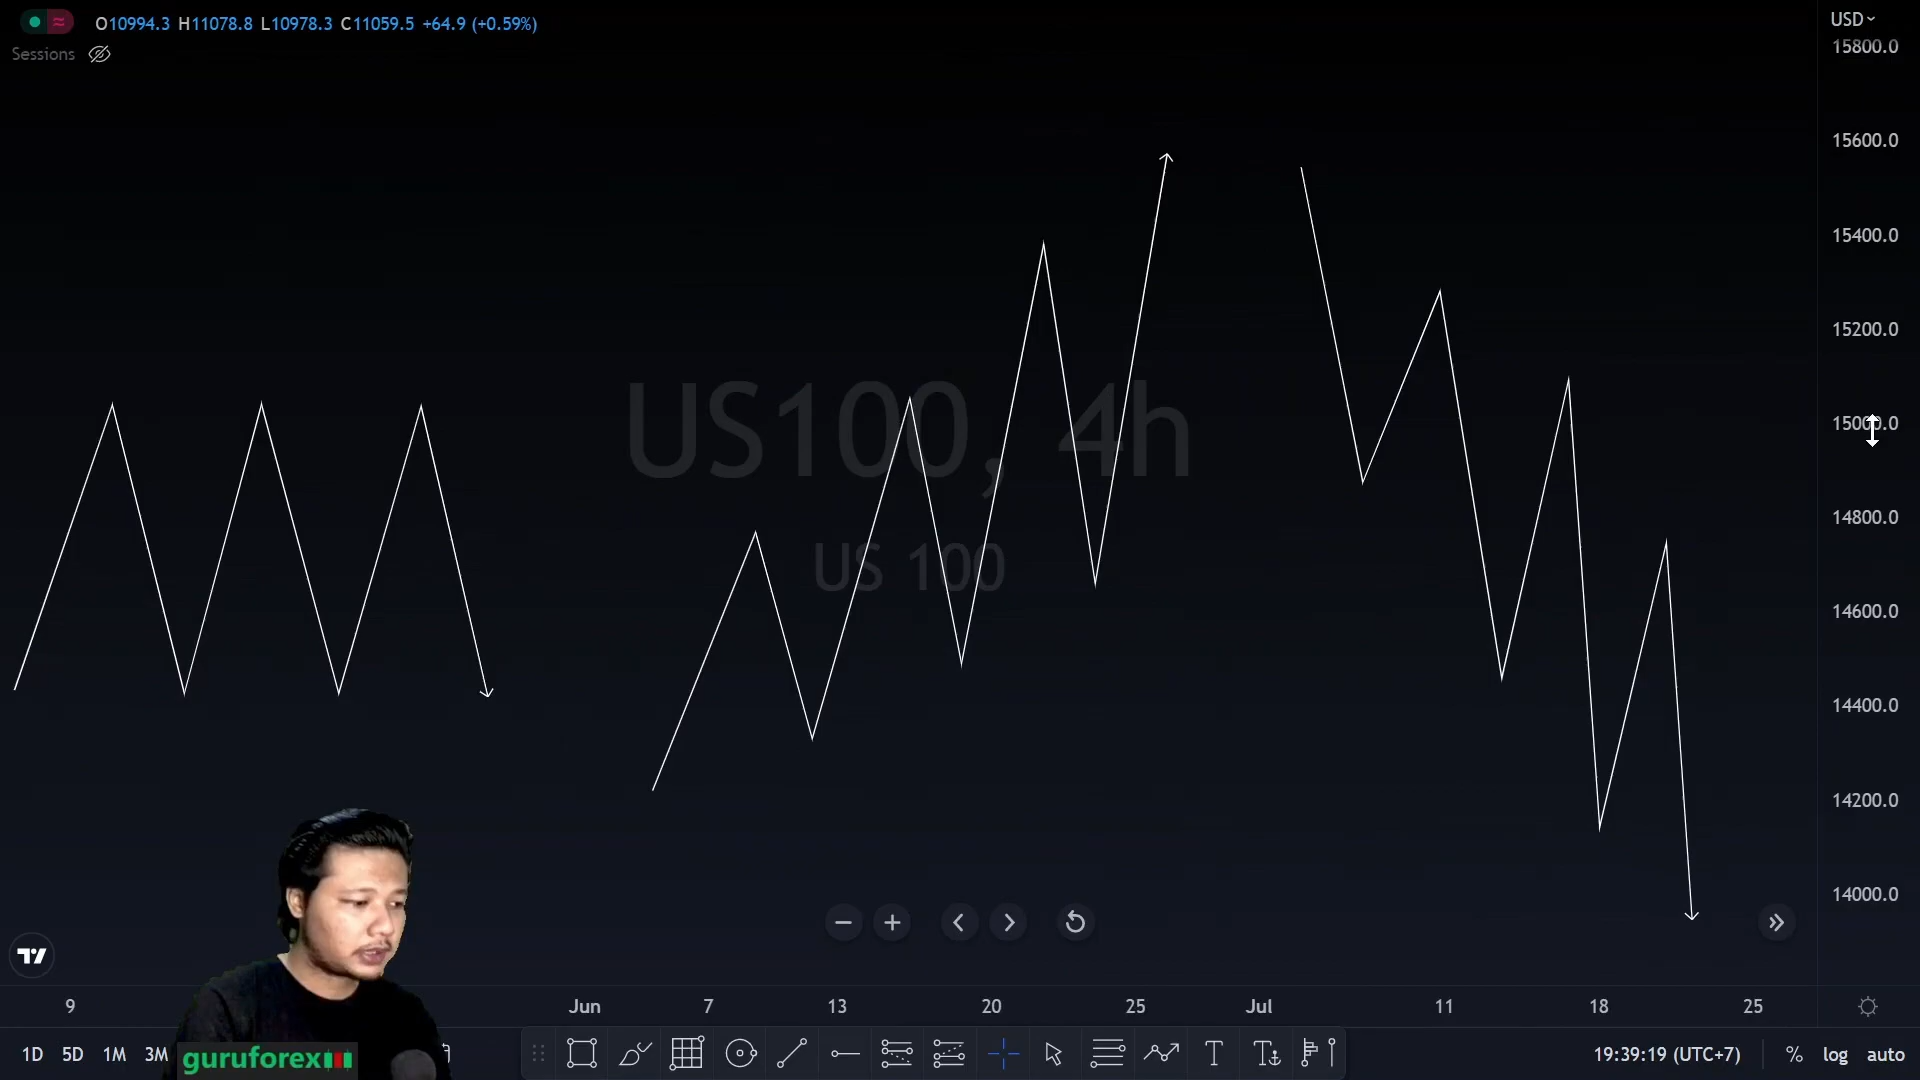 O10994.3 H11078.8 L10978.3 C11059.5 +64.9 (+0.59%)
Sessions
USD
15800.0
15600.0
15400.0
15200.0
15000.0
14800.0
14600.0
14400.0
14200.0
14000.0
US100, 4h
US 100
9 Jun 7 13 20 25 Jul 11 18 25
1D 5D 1M 3M
guruforex
19:39:19 (UTC+7) % log auto